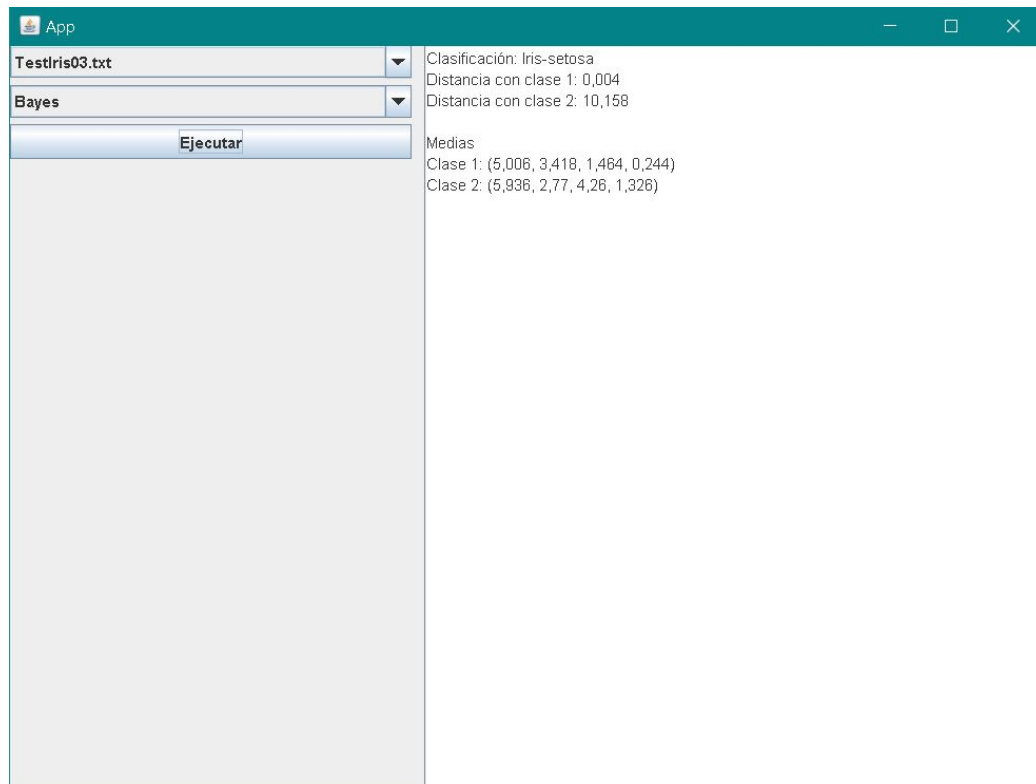 App
TestIris03.txt
Bayes
Ejecutar
Clasificación: Iris-setosa
Distancia con clase 1: 0,004
Distancia con clase 2: 10,158
Medias
Clase 1: (5,006, 3,418, 1,464, 0,244)
Clase 2: (5,936, 2,77, 4,26, 1,326)